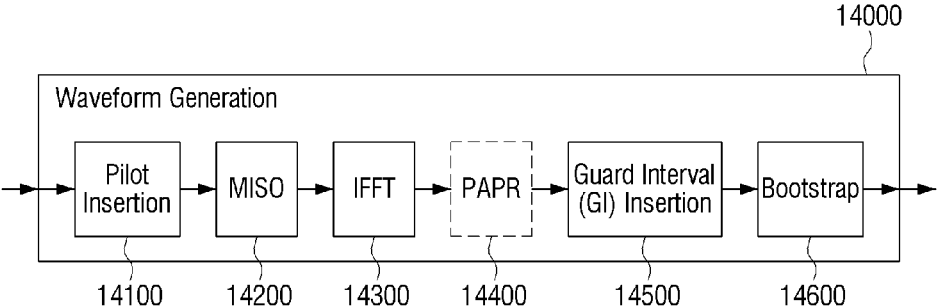 14000
Waveform Generation
Pilot
Insertion
MISO
IFFT
PAPR
Guard Interval
(GI) Insertion
Bootstrap
14100
14200
14300
14400
14500
14600